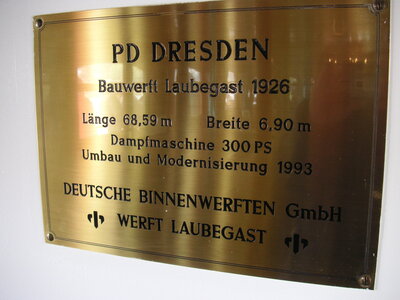 PD DRESDEN
Bauwerft Laubegast 1926
Länge 68,59 m Breite 6,90 m
Dampfmaschine 300 PS
Umbau und Modernisierung 1993
DEUTSCHE BINNENWERFTEN GmbH
WERFT LAUBEGAST